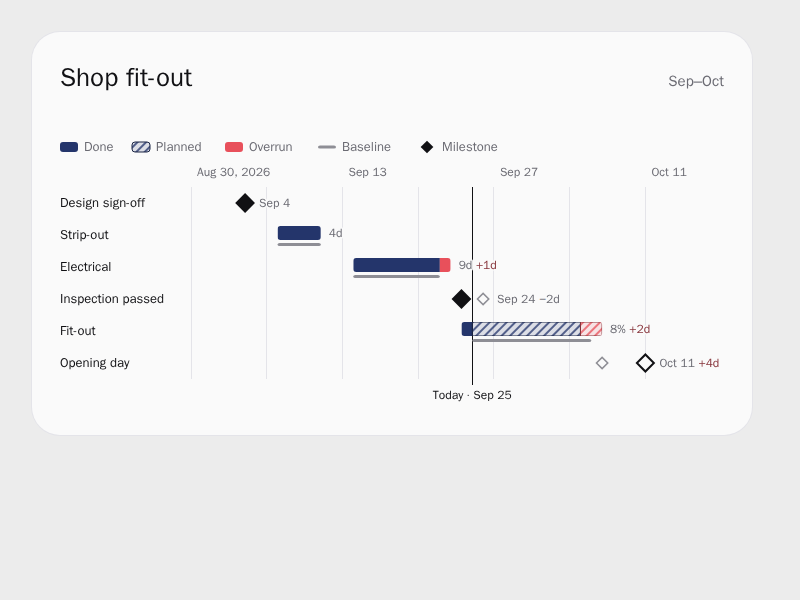 Shop fit-out
Sep–Oct
Done Planned Overrun Baseline Milestone
Aug 30, 2026 Sep 13 Sep 27 Oct 11
Design sign-off Sep 4
Strip-out 4d
Electrical 9d +1d
Inspection passed Sep 24 −2d
Fit-out 8% +2d
Opening day Oct 11 +4d
Today · Sep 25